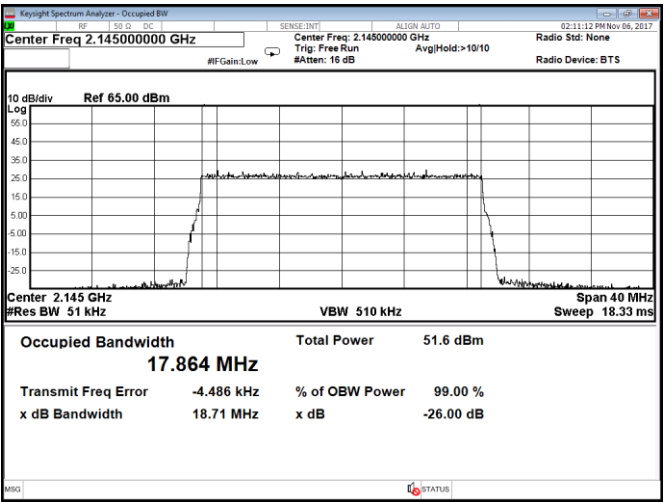 Keysight Spectrum Analyzer - Occupied BW
RF 50 Ω DC SENSE:INT ALIGN AUTO 02:11:12 PM Nov 06, 2017
Center Freq 2.145000000 GHz Center Freq: 2.145000000 GHz Radio Std: None
Trig: Free Run Avg|Hold:>10/10
#IFGain:Low #Atten: 16 dB Radio Device: BTS
10 dB/div Ref 65.00 dBm
Log
55.0
45.0
35.0
25.0
15.0
5.00
-5.00
-15.0
-25.0
Center 2.145 GHz Span 40 MHz
#Res BW 51 kHz VBW 510 kHz Sweep 18.33 ms
Occupied Bandwidth Total Power 51.6 dBm
17.864 MHz
Transmit Freq Error -4.486 kHz % of OBW Power 99.00 %
x dB Bandwidth 18.71 MHz x dB -26.00 dB
MSG STATUS